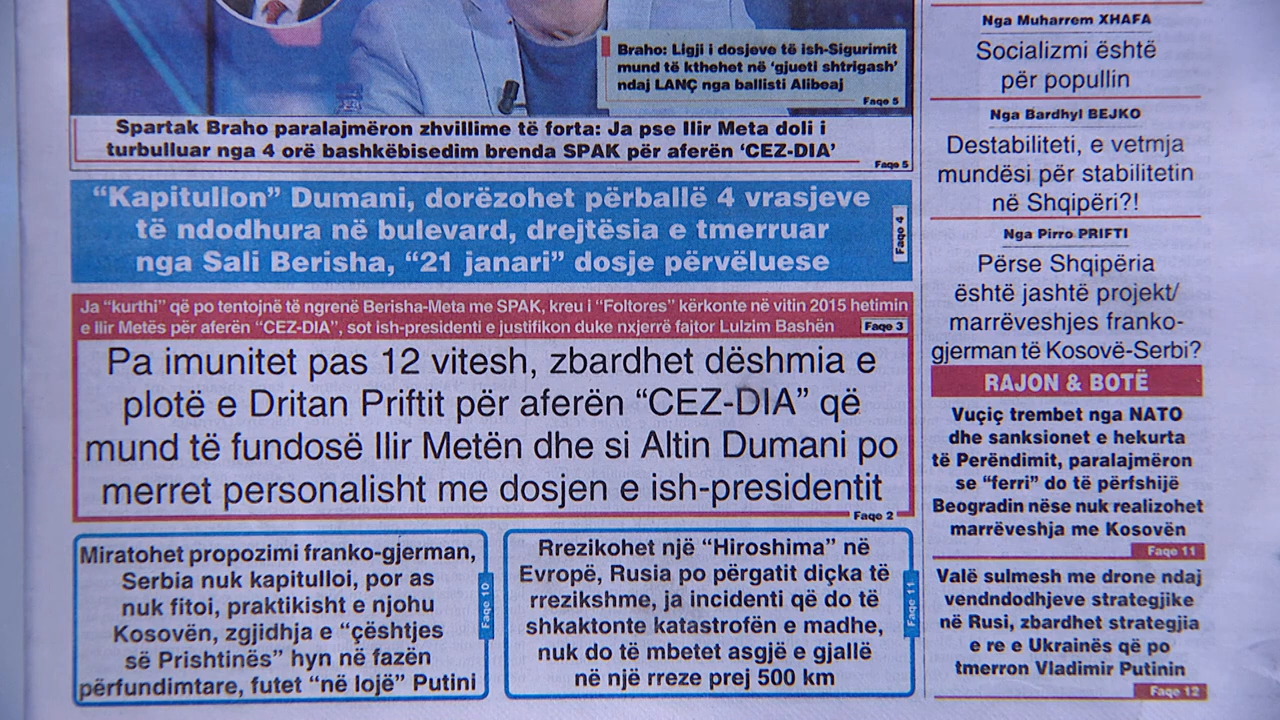 Braho: Ligji i dosjeve të ish-Sigurimit
mund të kthehet në ‘gjueti shtrigash’
ndaj LANÇ nga ballisti Alibeaj
Faqe 5
Spartak Braho paralajmëron zhvillime të forta: Ja pse Ilir Meta doli i
turbulluar nga 4 orë bashkëbisedim brenda SPAK për aferën ‘CEZ-DIA’
Faqe 5
“Kapitullon” Dumani, dorëzohet përballë 4 vrasjeve
të ndodhura në bulevard, drejtësia e tmerruar
nga Sali Berisha, “21 janari” dosje përvëluese
Faqe 4
Ja “kurthi” që po tentojnë të ngrenë Berisha-Meta me SPAK, kreu i “Foltores” kërkonte në vitin 2015 hetimin
e Ilir Metës për aferën “CEZ-DIA”, sot ish-presidenti e justifikon duke nxjerrë fajtor Lulzim Bashën
Faqe 3
Pa imunitet pas 12 vitesh, zbardhet dëshmia e
plotë e Dritan Priftit për aferën “CEZ-DIA” që
mund të fundosë Ilir Metën dhe si Altin Dumani po
merret personalisht me dosjen e ish-presidentit
Faqe 2
Miratohet propozimi franko-gjerman,
Serbia nuk kapitulloi, por as
nuk fitoi, praktikisht e njohu
Kosovën, zgjidhja e “çështjes
së Prishtinës” hyn në fazën
përfundimtare, futet “në lojë” Putini
Faqe 10
Rrezikohet një “Hiroshima” në
Evropë, Rusia po përgatit diçka të
rrezikshme, ja incidenti që do të
shkaktonte katastrofën e madhe,
nuk do të mbetet asgjë e gjallë
në një rreze prej 500 km
Faqe 11
Nga Muharrem XHAFA
Socializmi është
për popullin
Nga Bardhyl BEJKO
Destabiliteti, e vetmja
mundësi për stabilitetin
në Shqipëri?!
Nga Pirro PRIFTI
Përse Shqipëria
është jashtë projekt/
marrëveshjes franko-
gjerman të Kosovë-Serbi?
RAJON & BOTË
Vuçiç trembet nga NATO
dhe sanksionet e hekurta
të Perëndimit, paralajmëron
se “ferri” do të përfshijë
Beogradin nëse nuk realizohet
marrëveshja me Kosovën
Faqe 11
Valë sulmesh me drone ndaj
vendndodhjeve strategjike
në Rusi, zbardhet strategjia
e re e Ukrainës që po
tmerron Vladimir Putinin
Faqe 12